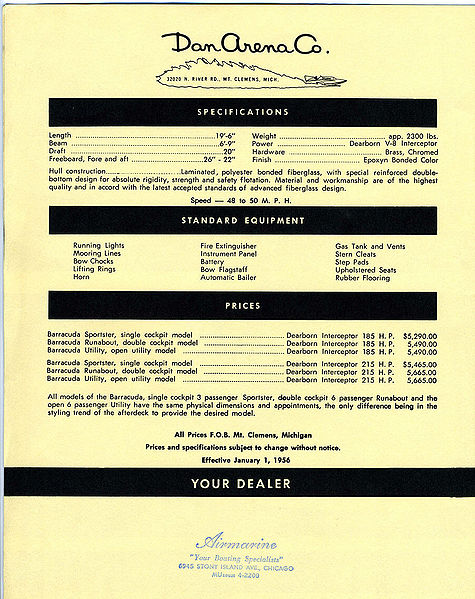 Dan Arena Co.
32020 N. RIVER RD., MT. CLEMENS, MICH.
SPECIFICATIONS
Length ........ 19'-6"
Beam ........ 6'-9"
Draft ........ 20"
Freeboard, Fore and aft ........ 26" - 22"
Weight ........ app. 2300 lbs.
Power ........ Dearborn V-8 Interceptor
Hardware ........ Brass, Chromed
Finish ........ Epoxyn Bonded Color
Hull construction........Laminated, polyester bonded fiberglass, with special reinforced double-
bottom design for absolute rigidity, strength and safety flotation. Material and workmanship are of the highest
quality and in accord with the latest accepted standards of advanced fiberglass design.
Speed — 48 to 50 M. P. H.
STANDARD EQUIPMENT
Running Lights
Mooring Lines
Bow Chocks
Lifting Rings
Horn
Fire Extinguisher
Instrument Panel
Battery
Bow Flagstaff
Automatic Bailer
Gas Tank and Vents
Stern Cleats
Step Pads
Upholstered Seats
Rubber Flooring
PRICES
Barracuda Sportster, single cockpit model ........ Dearborn Interceptor 185 H. P. $5,290.00
Barracuda Runabout, double cockpit model ........ Dearborn Interceptor 185 H. P. 5,490.00
Barracuda Utility, open utility model ........ Dearborn Interceptor 185 H. P. 5,490.00
Barracuda Sportster, single cockpit model ........ Dearborn Interceptor 215 H. P. $5,465.00
Barracuda Runabout, double cockpit model ........ Dearborn Interceptor 215 H. P. 5,665.00
Barracuda Utility, open utility model ........ Dearborn Interceptor 215 H. P. 5,665.00
All models of the Barracuda, single cockpit 3 passenger Sportster, double cockpit 6 passenger Runabout and the
open 6 passenger Utility have the same physical dimensions and appointments, the only difference being in the
styling trend of the afterdeck to provide the desired model.
All Prices F.O.B. Mt. Clemens, Michigan
Prices and specifications subject to change without notice.
Effective January 1, 1956
YOUR DEALER
Airmarine
"Your Boating Specialists"
6945 STONY ISLAND AVE., CHICAGO
MUseum 4-2200